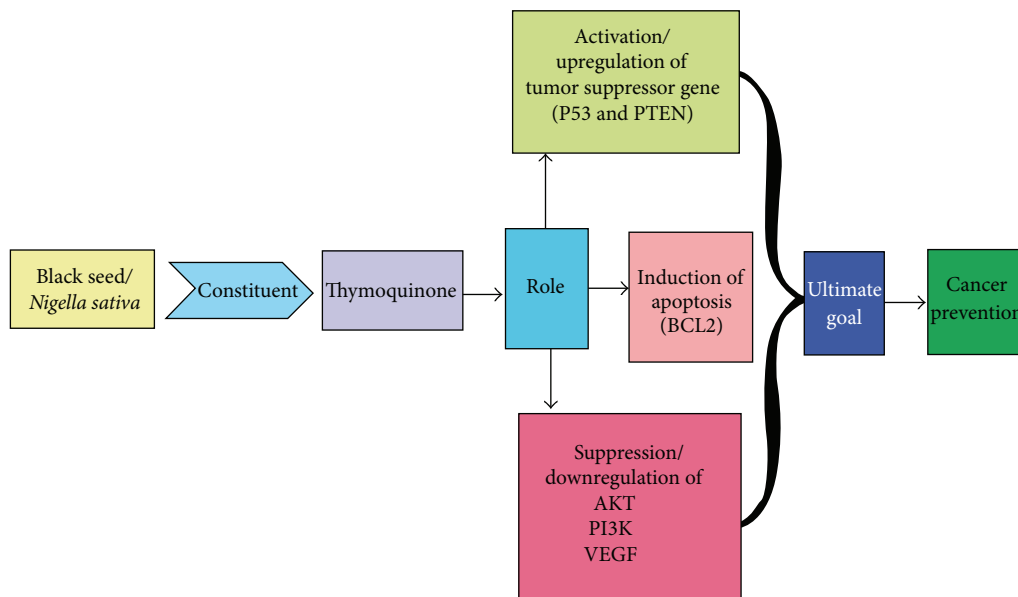 Black seed/
Nigella sativa
Constituent
Thymoquinone
Role
Activation/
upregulation of
tumor suppressor gene
(P53 and PTEN)
Induction of
apoptosis
(BCL2)
Suppression/
downregulation of
AKT
PI3K
VEGF
Ultimate
goal
Cancer
prevention